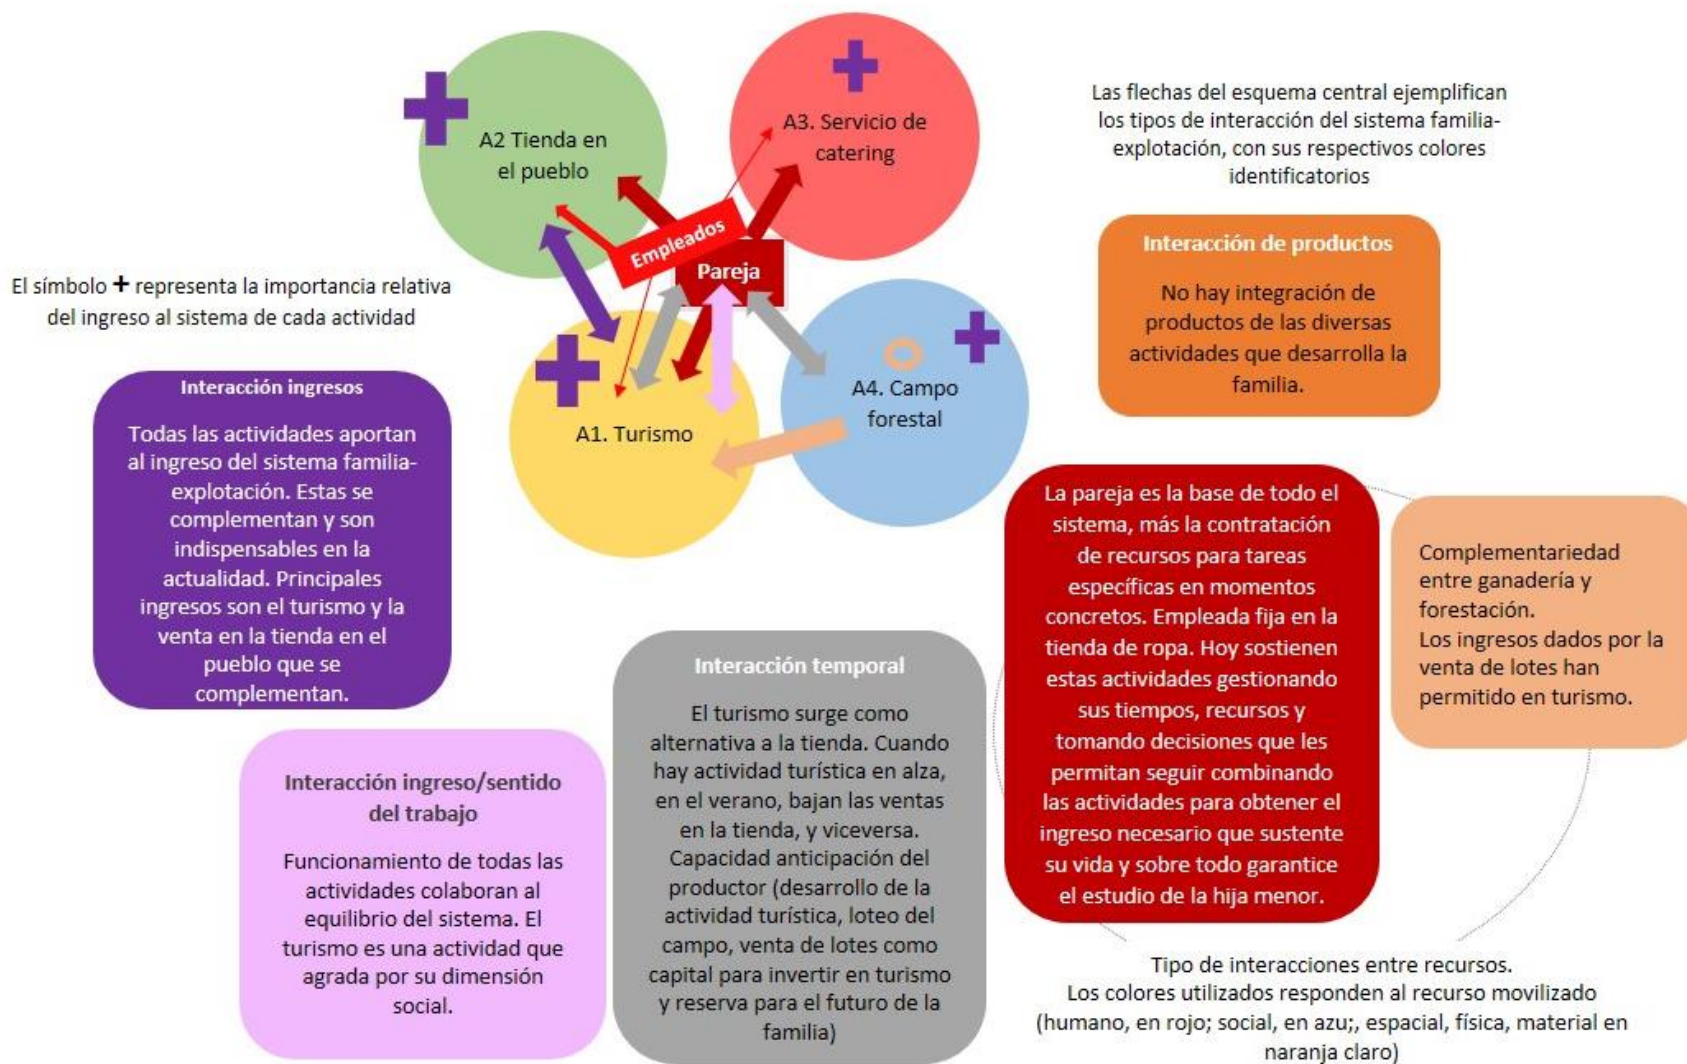 A2 Tienda en
el pueblo
A3. Servicio de
catering
Empleados
Pareja
A1. Turismo
A4. Campo
forestal
Las flechas del esquema central ejemplifican
los tipos de interacción del sistema familia-
explotación, con sus respectivos colores
identificatorios
Interacción de productos
No hay integración de
productos de las diversas
actividades que desarrolla la
familia.
El símbolo + representa la importancia relativa
del ingreso al sistema de cada actividad
Interacción ingresos
Todas las actividades aportan
al ingreso del sistema familia-
explotación. Estas se
complementan y son
indispensables en la
actualidad. Principales
ingresos son el turismo y la
venta en la tienda en el
pueblo que se
complementan.
Interacción ingreso/sentido
del trabajo
Funcionamiento de todas las
actividades colaboran al
equilibrio del sistema. El
turismo es una actividad que
agrada por su dimensión
social.
Interacción temporal
El turismo surge como
alternativa a la tienda. Cuando
hay actividad turística en alza,
en el verano, bajan las ventas
en la tienda, y viceversa.
Capacidad anticipación del
productor (desarrollo de la
actividad turística, loteo del
campo, venta de lotes como
capital para invertir en turismo
y reserva para el futuro de la
familia)
La pareja es la base de todo el
sistema, más la contratación
de recursos para tareas
específicas en momentos
concretos. Empleada fija en la
tienda de ropa. Hoy sostienen
estas actividades gestionando
sus tiempos, recursos y
tomando decisiones que les
permitan seguir combinando
las actividades para obtener el
ingreso necesario que sustente
su vida y sobre todo garantice
el estudio de la hija menor.
Complementariedad
entre ganadería y
forestación.
Los ingresos dados por la
venta de lotes han
permitido en turismo.
Tipo de interacciones entre recursos.
Los colores utilizados responden al recurso movilizado
(humano, en rojo; social, en azu;, espacial, física, material en
naranja claro)